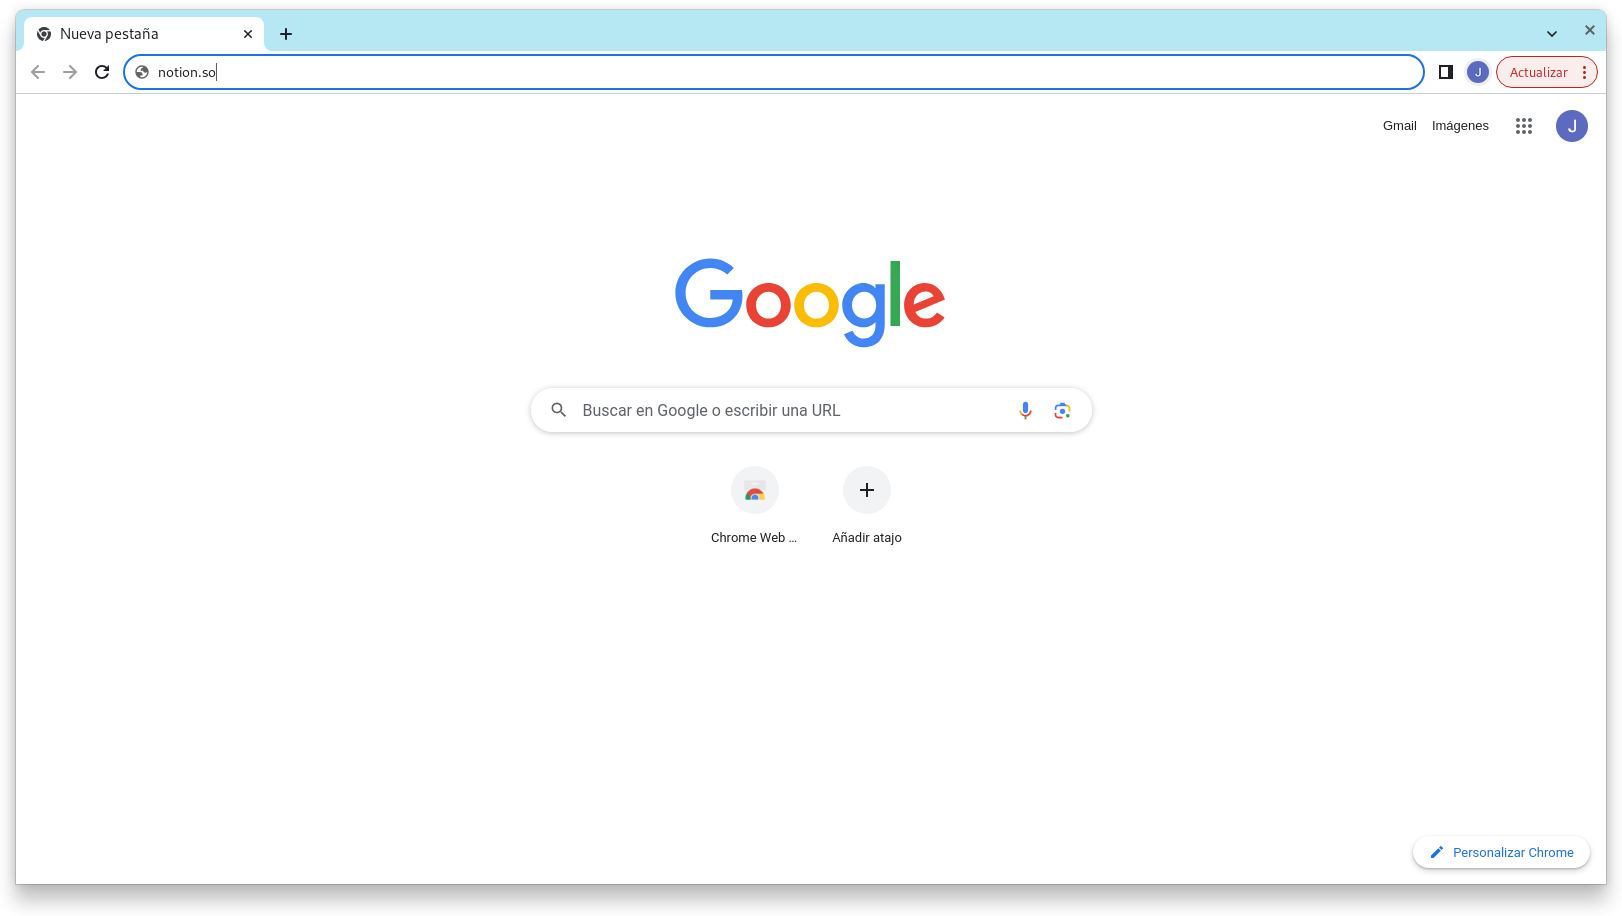 Nueva pestaña
notion.so
J
Actualizar
Gmail
Imágenes
J
Google
Buscar en Google o escribir una URL
Chrome Web ...
Añadir atajo
Personalizar Chrome